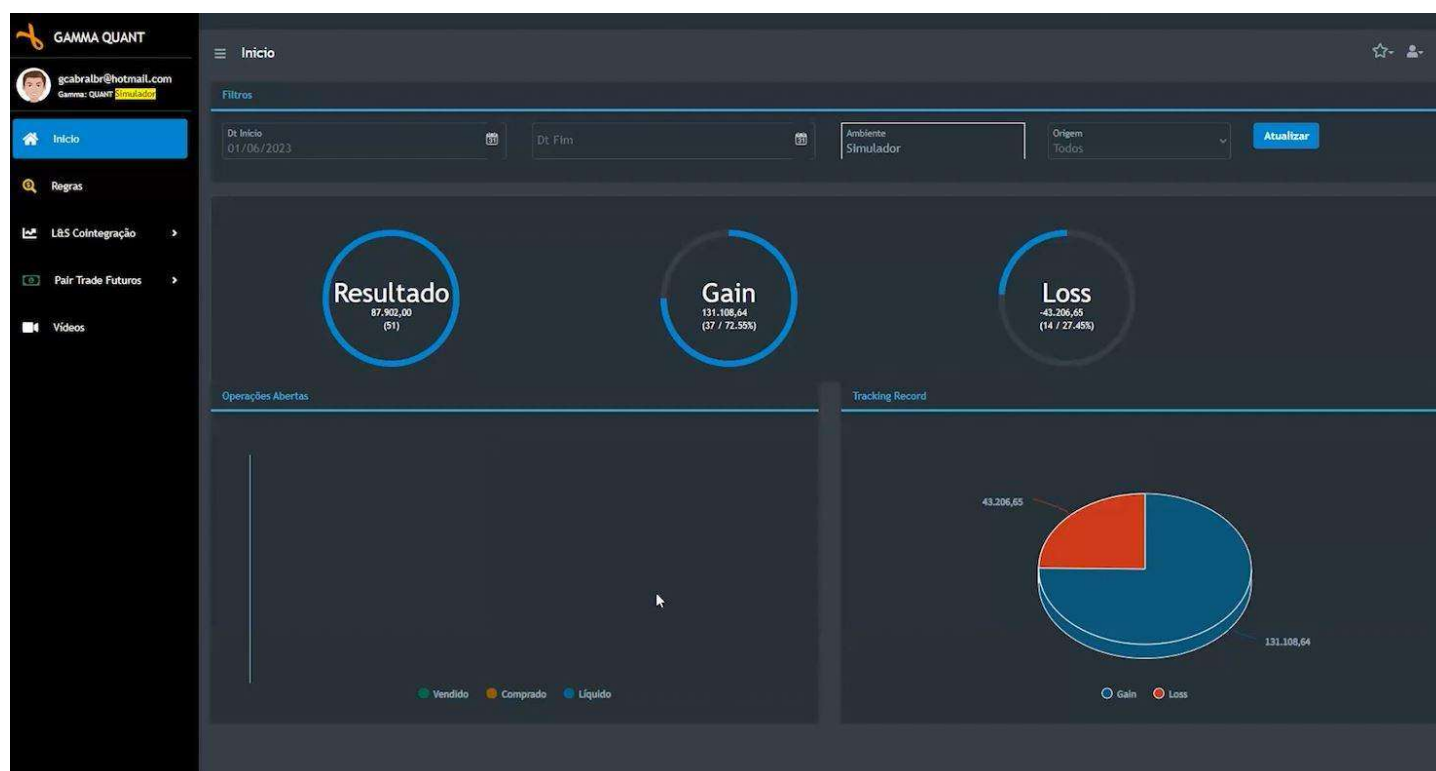 GAMMA QUANT
gcabralbr@hotmail.com
Gamma: QUANT Simulador
Inicio
Regras
L&S Cointegração
Pair Trade Futuros
Vídeos
Inicio
Filtros
Dt Inicio
01/06/2023
Dt Fim
Ambiente
Simulador
Origem
Todos
Atualizar
Resultado
87.902,00
(51)
Gain
131.108,64
(37 / 72.55%)
Loss
-43.206,65
(14 / 27.45%)
Operações Abertas
Vendido Comprado Líquido
Tracking Record
43.206,65
131.108,64
Gain Loss